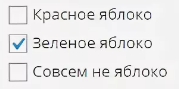 Красное яблоко
Зеленое яблоко
Совсем не яблоко